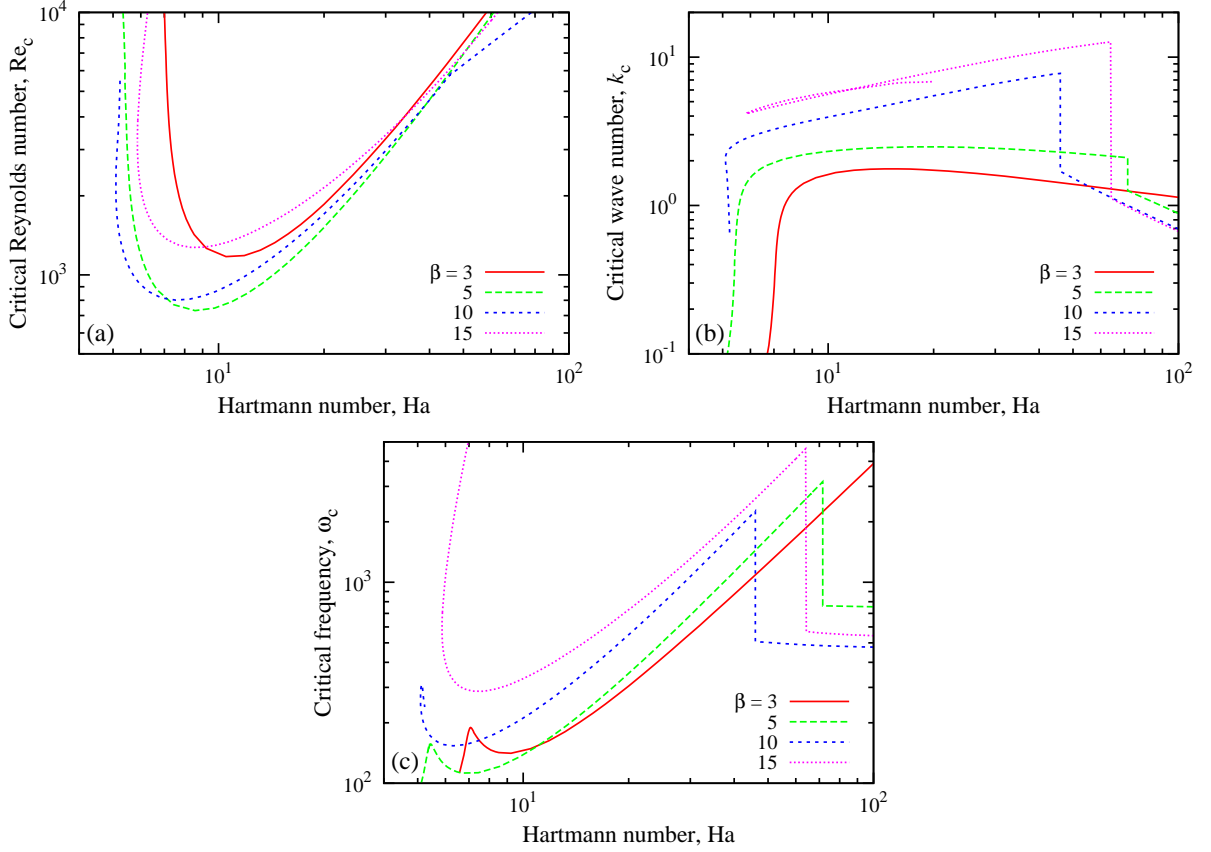 Critical Reynolds number, Re_c
10^4
10^3
10^1
10^2
Hartmann number, Ha
(a)
β = 3
5
10
15
Critical wave number, k_c
10^1
10^0
10^-1
10^1
10^2
Hartmann number, Ha
(b)
β = 3
5
10
15
Critical frequency, ω_c
10^3
10^2
10^1
10^2
Hartmann number, Ha
(c)
β = 3
5
10
15